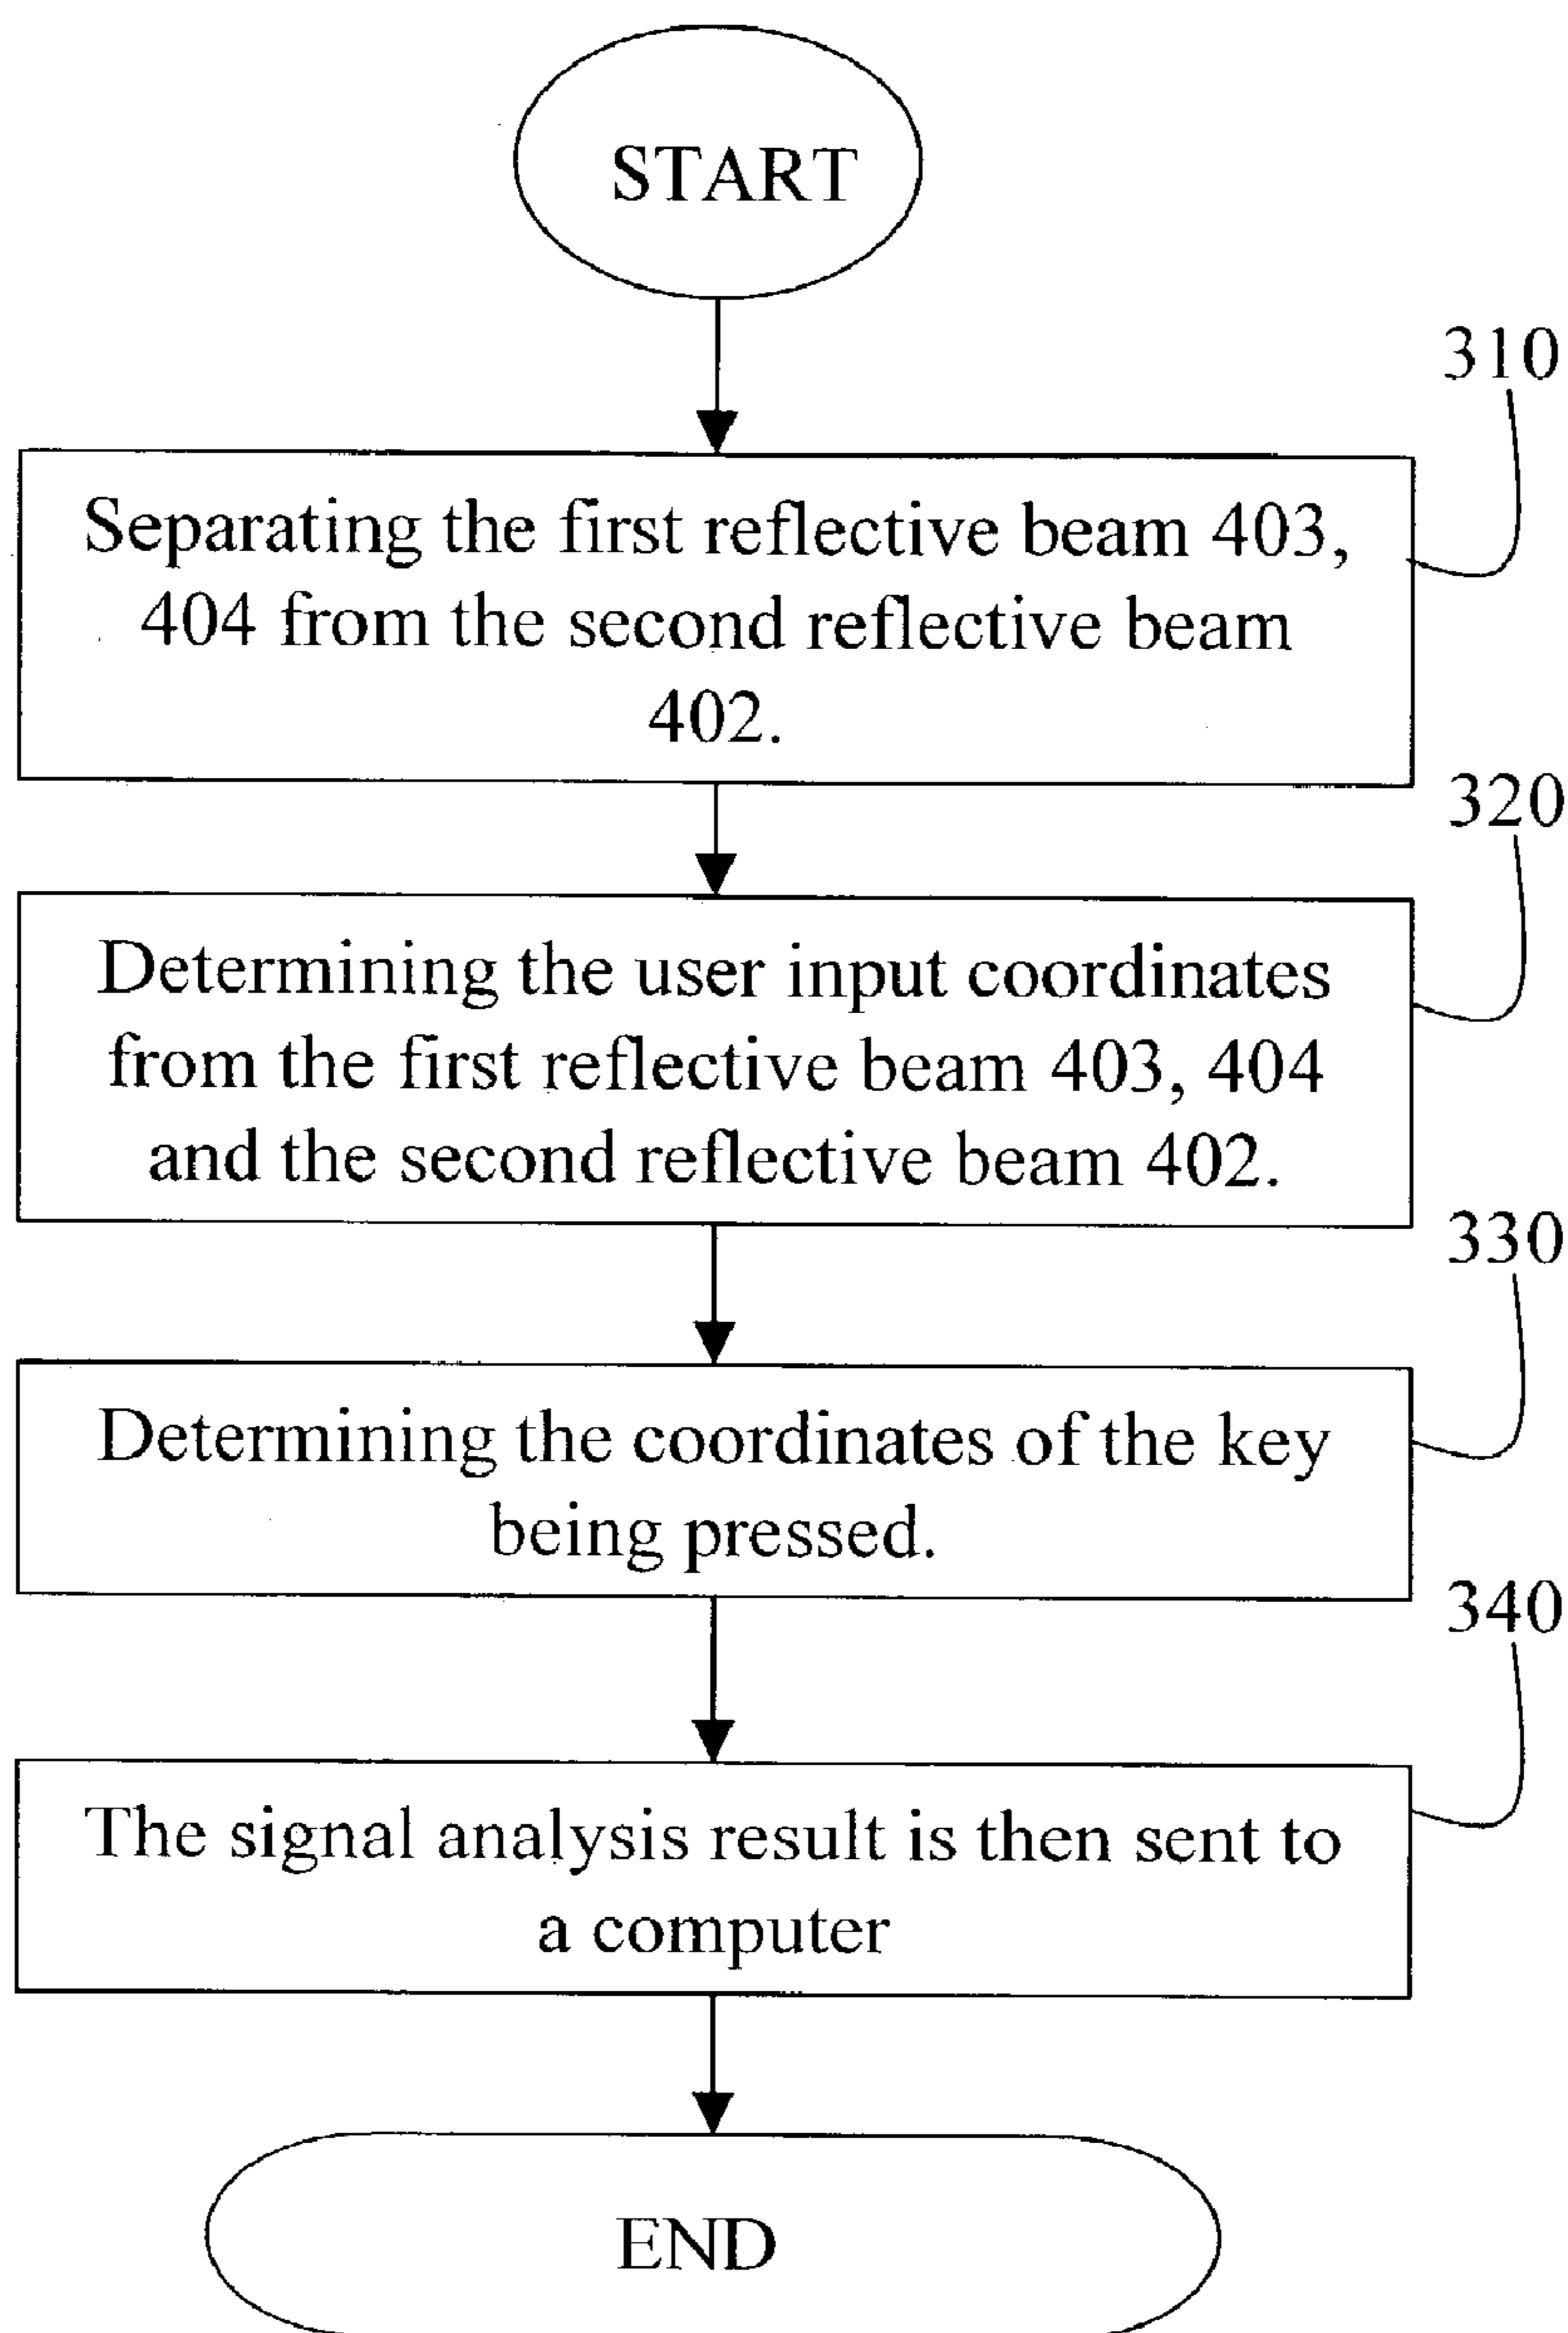 START
310
Separating the first reflective beam 403,
404 from the second reflective beam
402.
320
Determining the user input coordinates
from the first reflective beam 403, 404
and the second reflective beam 402.
330
Determining the coordinates of the key
being pressed.
340
The signal analysis result is then sent to
a computer
END